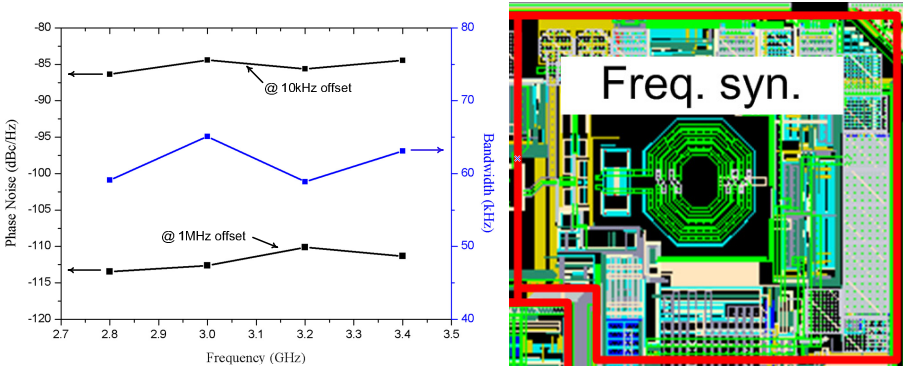 -80
-85
-90
-95
-100
-105
-110
-115
-120
Phase Noise (dBc/Hz)
@ 10kHz offset
@ 1MHz offset
80
70
60
50
40
Bandwidth (kHz)
2.7 2.8 2.9 3.0 3.1 3.2 3.3 3.4 3.5
Frequency (GHz)
Freq. syn.